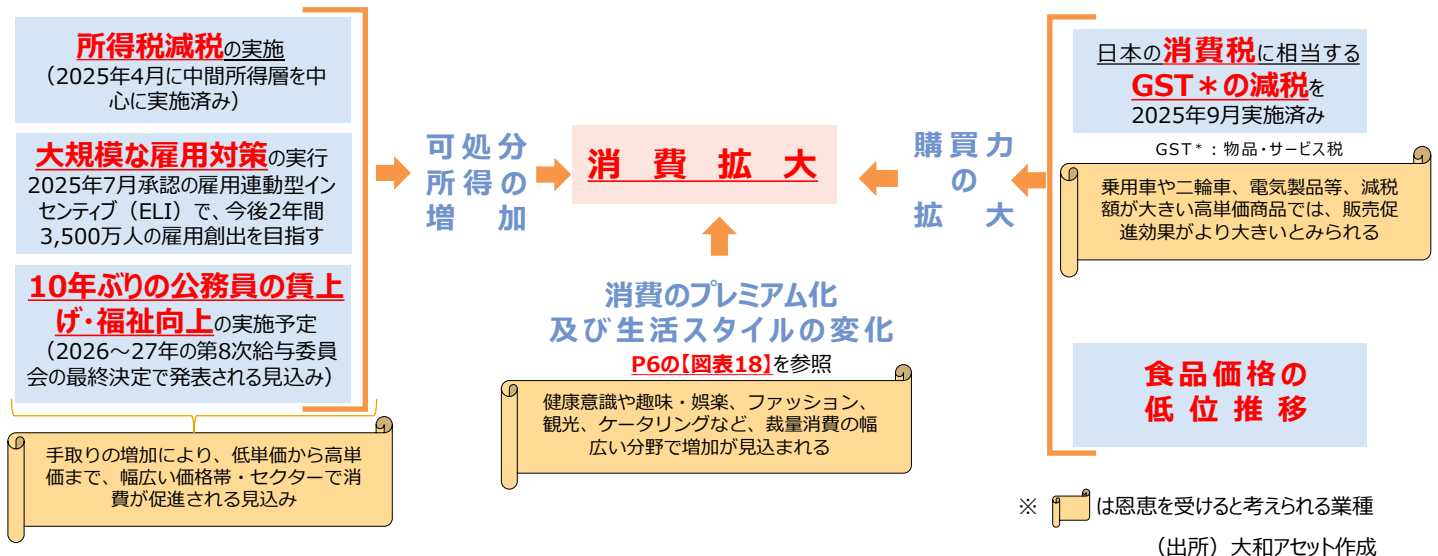 所得税減税の実施
(2025年4月に中間所得層を中
心に実施済み)
大規模な雇用対策の実行
2025年7月承認の雇用連動型イン
センティブ(ELI)で、今後2年間
3,500万人の雇用創出を目指す
10年ぶりの公務員の賃上
げ・福祉向上の実施予定
(2026~27年の第8次給与委員
会の最終決定で発表される見込み)
手取りの増加により、低単価から高単
価まで、幅広い価格帯・セクターで消
費が促進される見込み
可処分
所得の
増加
消費拡大
消費のプレミアム化
及び生活スタイルの変化
P6の【図表18】を参照
健康意識や趣味・娯楽、ファッション、
観光、ケータリングなど、裁量消費の幅
広い分野で増加が見込まれる
購買力
の
拡大
日本の消費税に相当する
GST*の減税を
2025年9月実施済み
GST*:物品・サービス税
乗用車や二輪車、電気製品等、減税
額が大きい高単価商品では、販売促
進効果がより大きいとみられる
食品価格の
低位推移
※ は恩恵を受けると考えられる業種
(出所)大和アセット作成